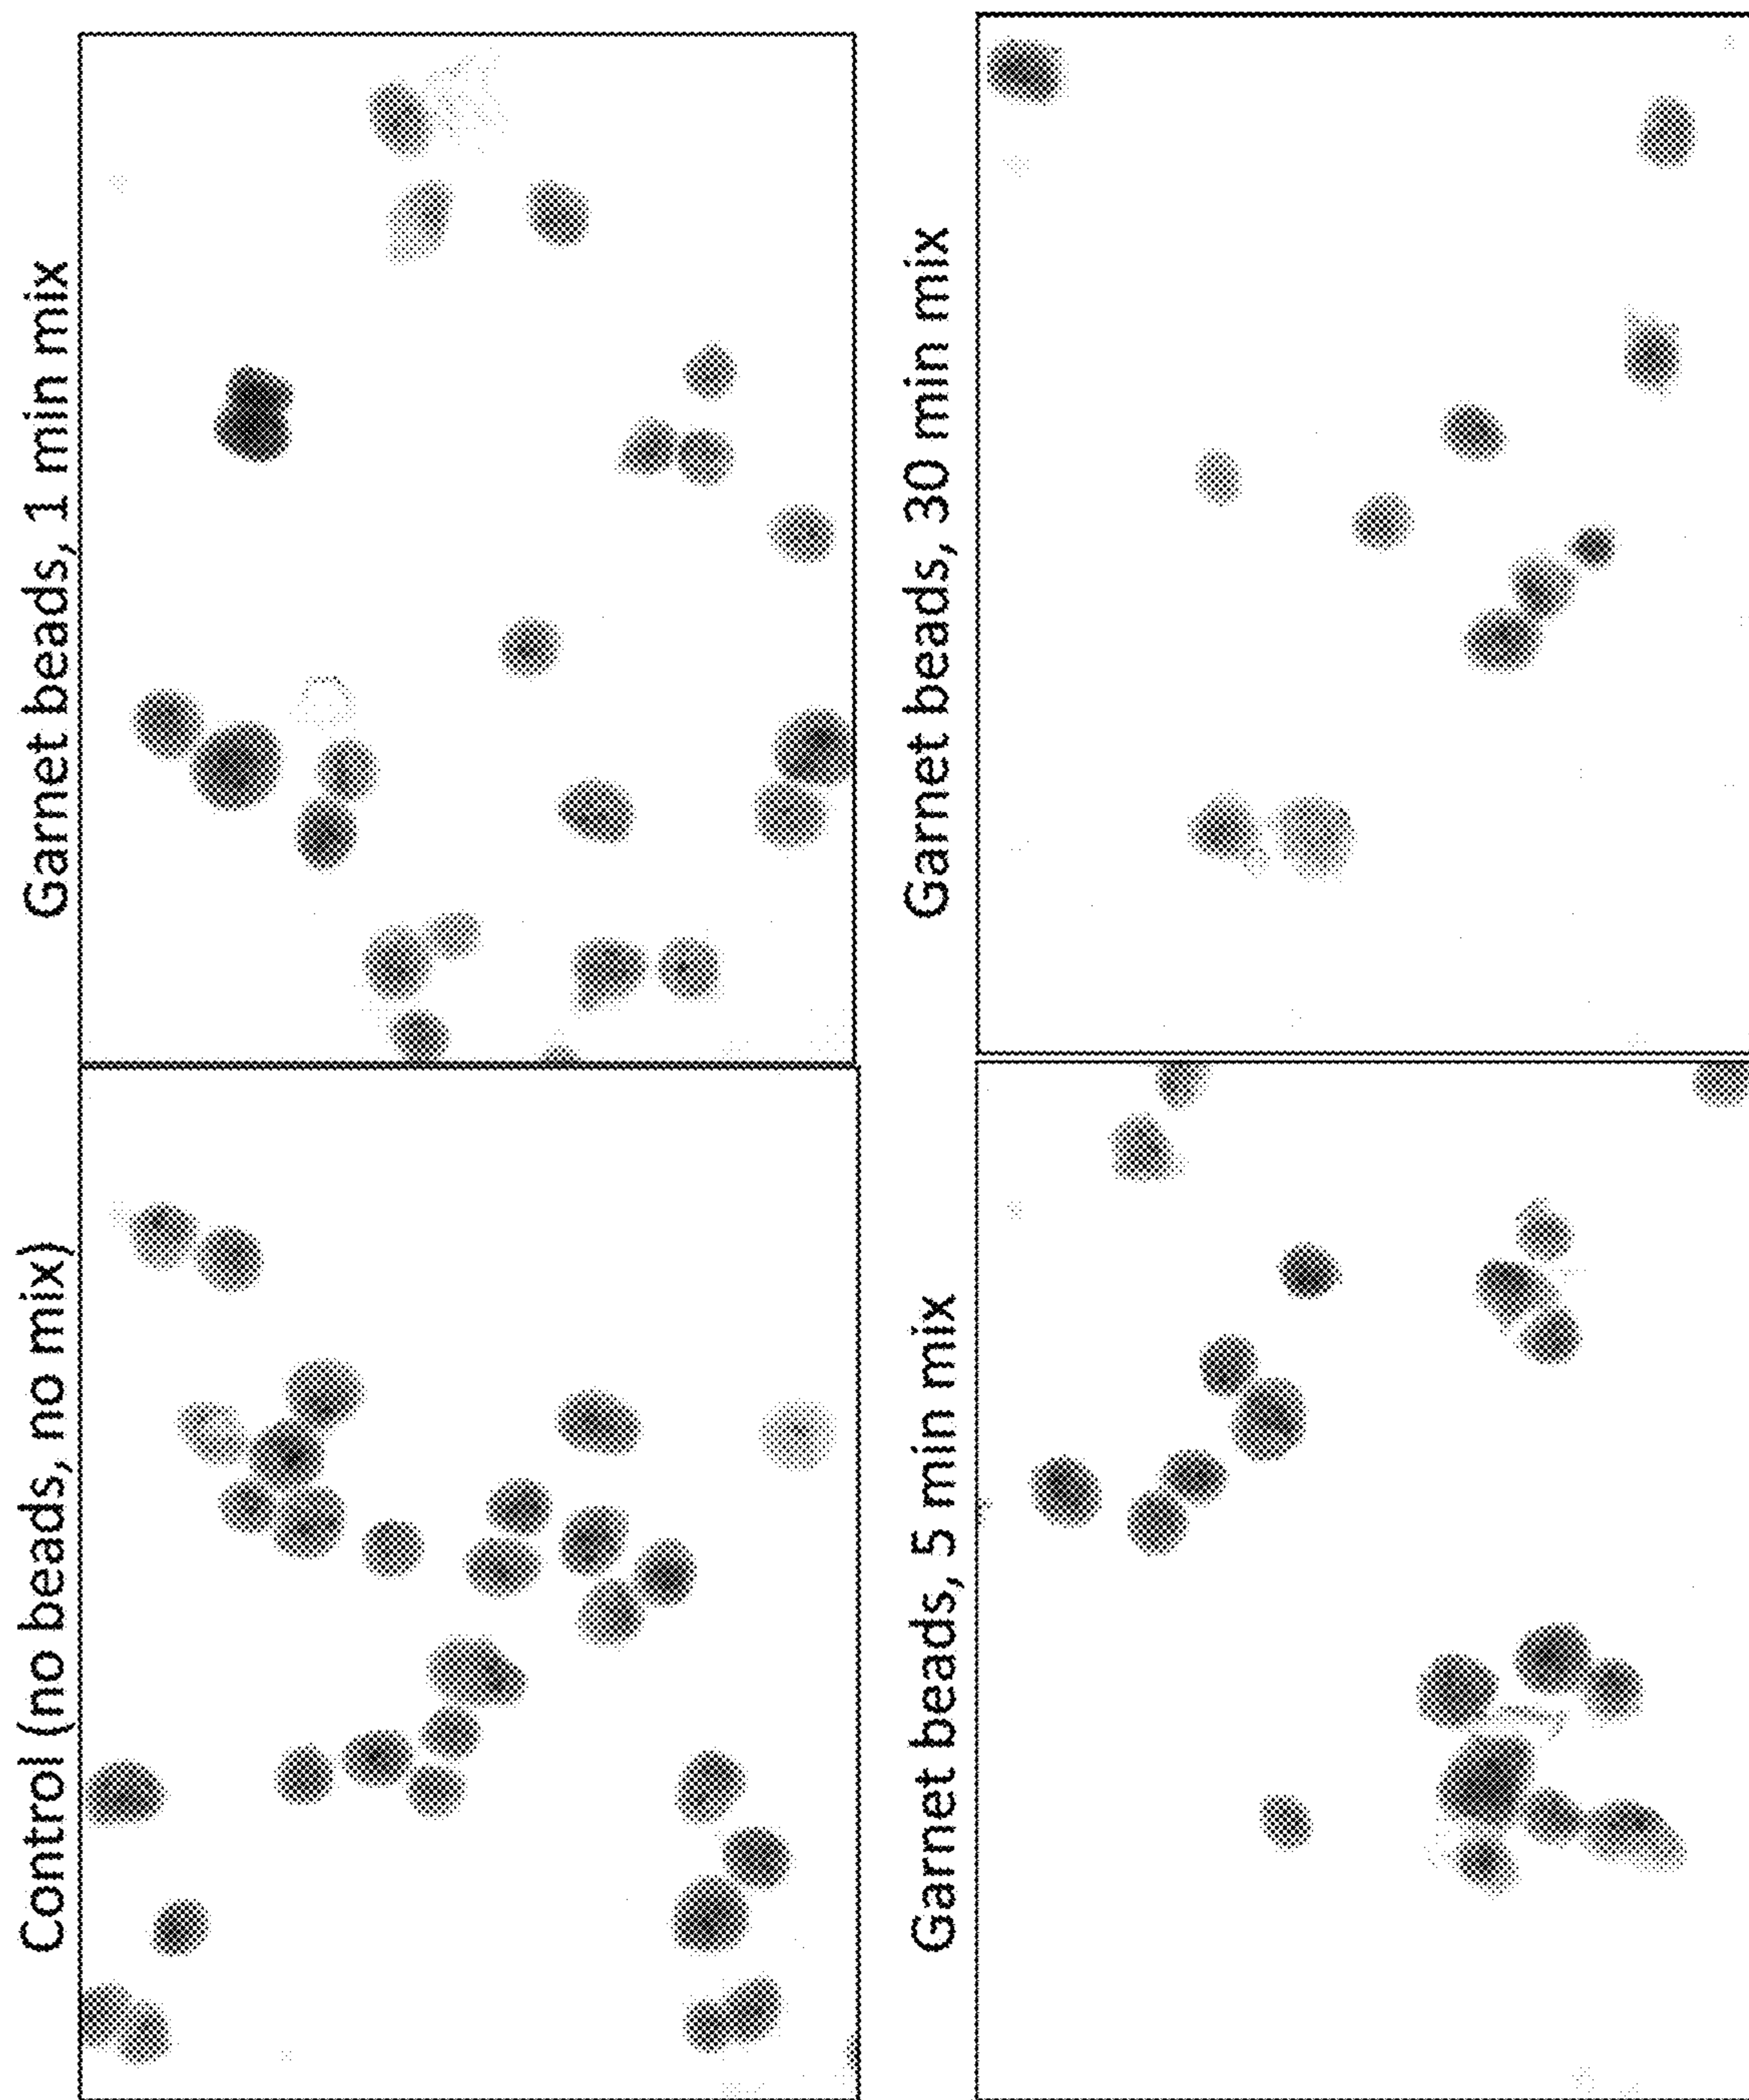 Control (no beads, no mix)
Garnet beads, 1 min mix
Garnet beads, 5 min mix
Garnet beads, 30 min mix